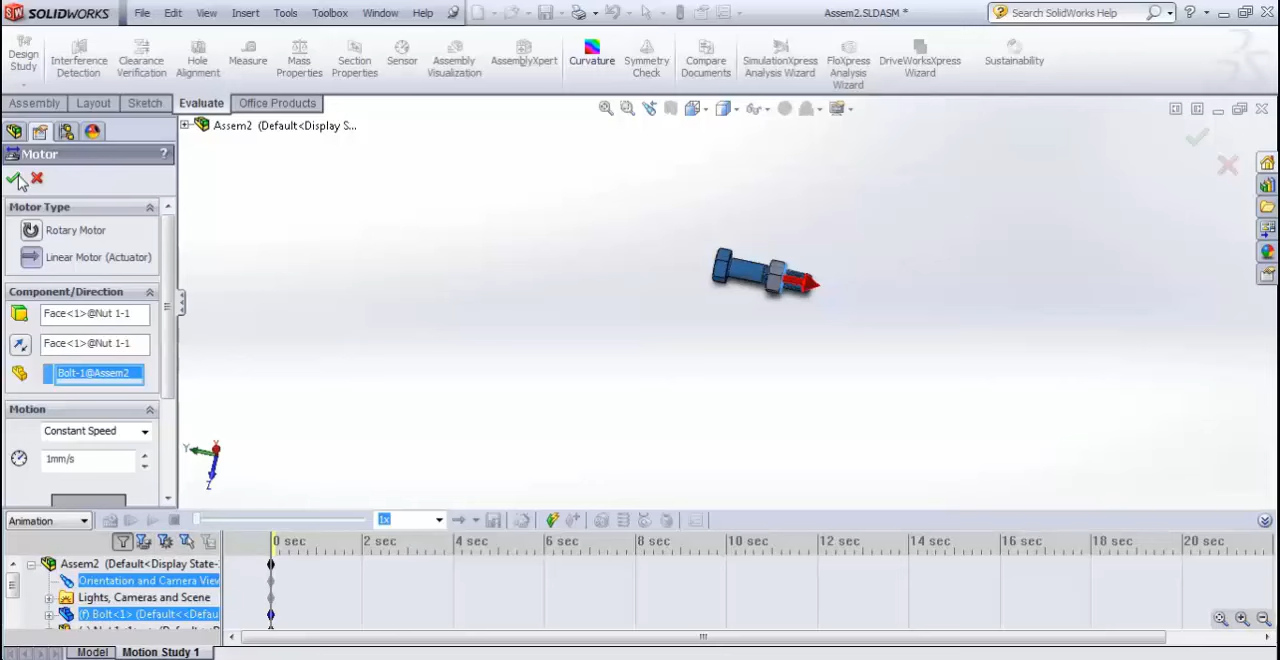 SOLIDWORKS File Edit View Insert Tools Toolbox Window Help Assem2.SLDASM * Search SolidWorks Help
Design Study
Interference Detection
Clearance Verification
Hole Alignment
Measure
Mass Properties
Section Properties
Sensor
Assembly Visualization
AssemblyXpert
Curvature
Symmetry Check
Compare Documents
SimulationXpress Analysis Wizard
FloXpress Analysis Wizard
DriveWorksXpress Wizard
Sustainability
Assembly Layout Sketch Evaluate Office Products
Assem2 (Default<Display S...
Motor ?
Motor Type
Rotary Motor
Linear Motor (Actuator)
Component/Direction
Face<1>@Nut 1-1
Face<1>@Nut 1-1
Bolt-1@Assem2
Motion
Constant Speed
1mm/s
Y
X
Z
Animation 1x
0 sec 2 sec 4 sec 6 sec 8 sec 10 sec 12 sec 14 sec 16 sec 18 sec 20 sec
Assem2 (Default<Display State-
Orientation and Camera View
Lights, Cameras and Scene
(f) Bolt<1> (Default<<Defau
Model Motion Study 1